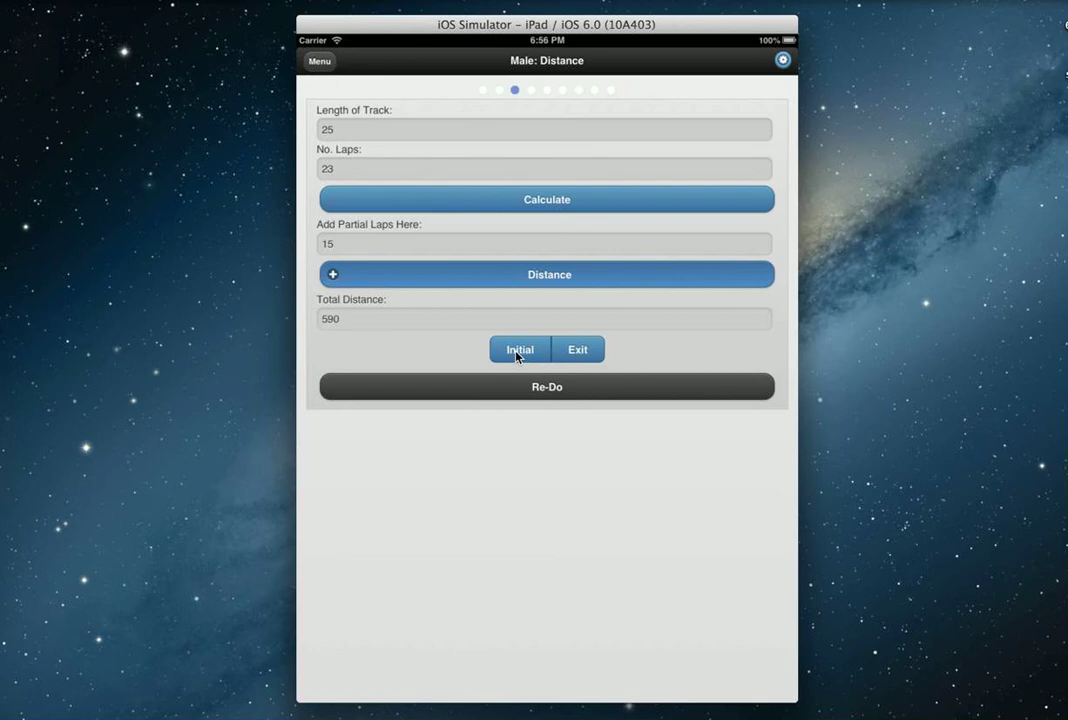 iOS Simulator – iPad / iOS 6.0 (10A403)
Carrier 6:56 PM 100%
Menu Male: Distance
Length of Track:
25
No. Laps:
23
Calculate
Add Partial Laps Here:
15
Distance
Total Distance:
590
Initial Exit
Re-Do